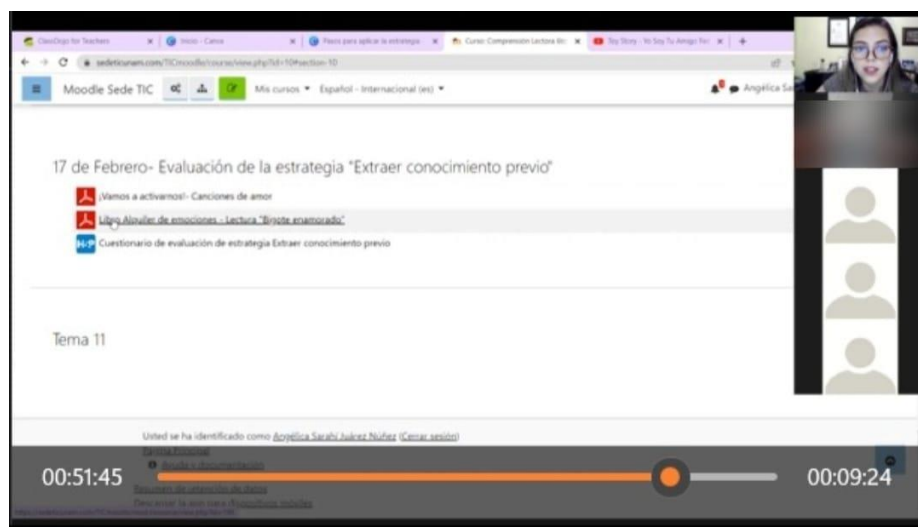 ClassDojo for Teachers
Inicio - Canva
Pasos para aplicar la estrategia
Curso: Comprensión Lectora
Toy Story - Yo Soy Tu Amigo Fiel
sedeticunam.com/TICmoodle/course/view.php?id=10#section-10
Moodle Sede TIC
Mis cursos
Español - Internacional (es)
Angélica
17 de Febrero- Evaluación de la estrategia "Extraer conocimiento previo"
¡Vamos a activarnos!- Canciones de amor
Libro Alquiler de emociones - Lectura "Bigote enamorado"
H-P Cuestionario de evaluación de estrategia Extraer conocimiento previo
Tema 11
Usted se ha identificado como Angélica Sarahí Juárez Núñez (Cerrar sesión)
Página Principal
Ayuda y documentación
00:51:45
00:09:24
Resumen de retención de datos
Descargar la app para dispositivos móviles